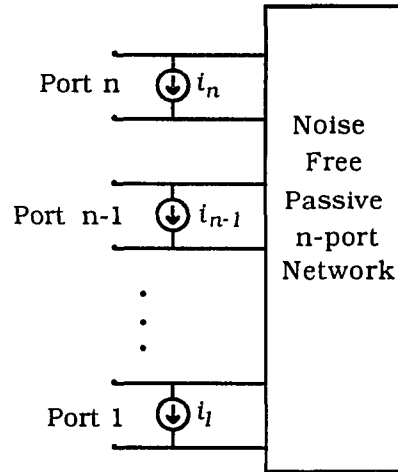 Port n
i_n
Port n-1
i_{n-1}
Port 1
i_1
Noise
Free
Passive
n-port
Network